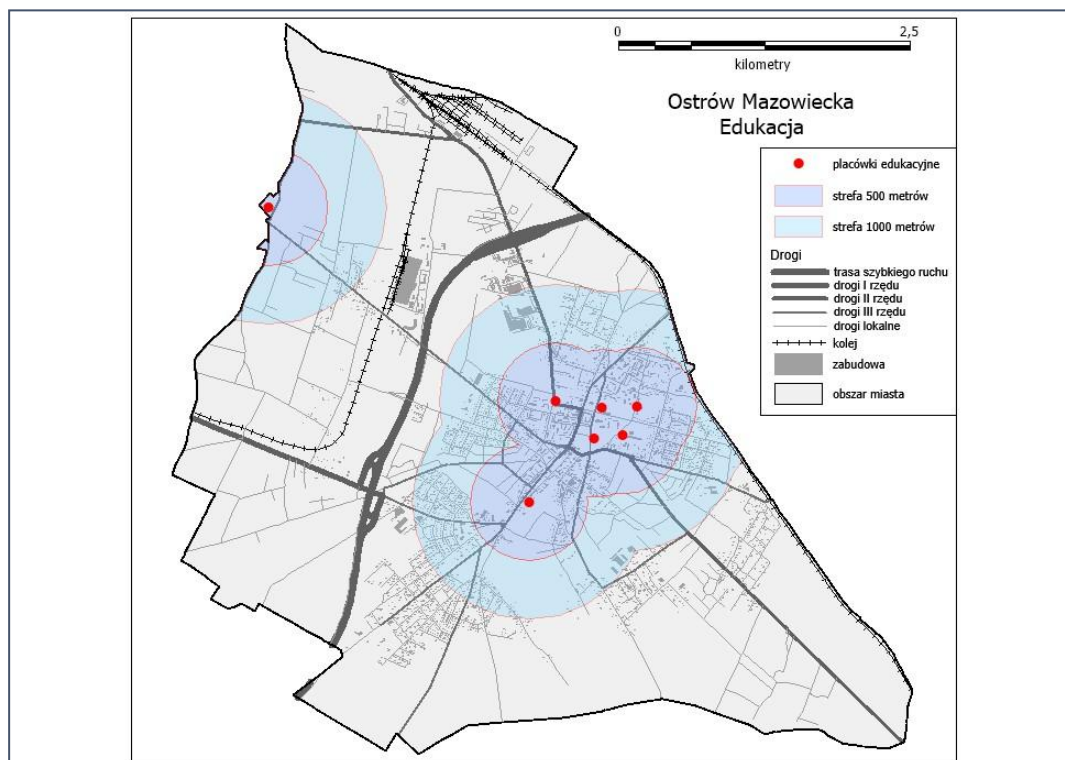 0 2,5
kilometry
Ostrów Mazowiecka
Edukacja
placówki edukacyjne
strefa 500 metrów
strefa 1000 metrów
Drogi
trasa szybkiego ruchu
drogi I rzędu
drogi II rzędu
drogi III rzędu
drogi lokalne
kolej
zabudowa
obszar miasta